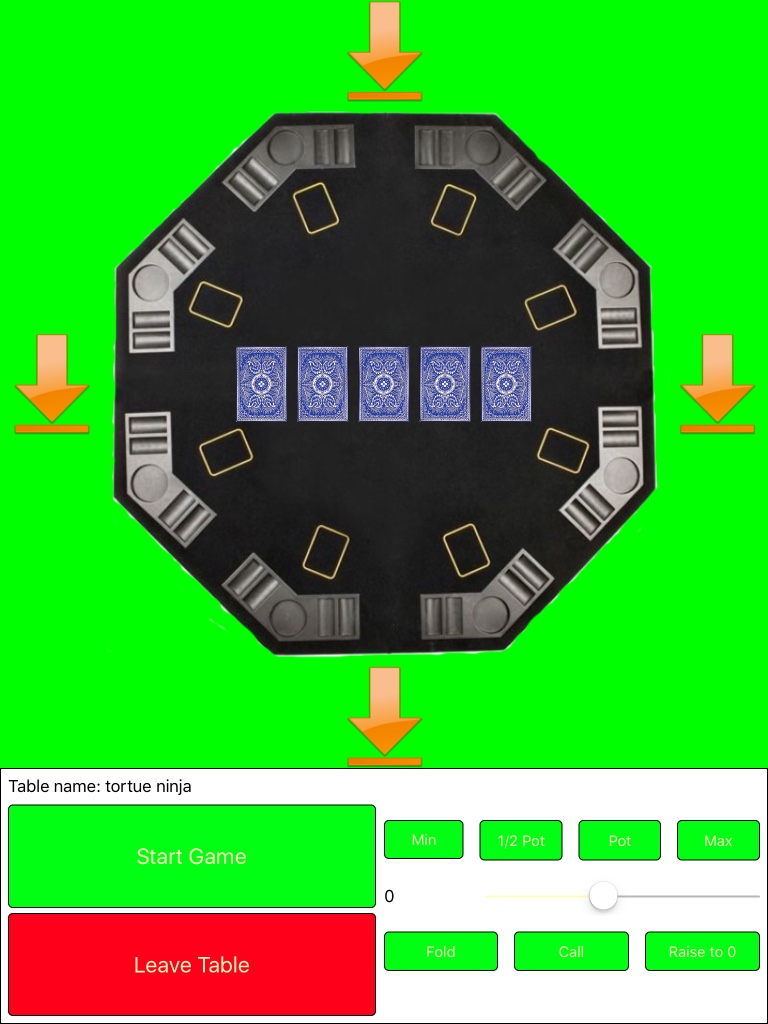 Table name: tortue ninja
Start Game
Leave Table
Min
1/2 Pot
Pot
Max
0
Fold
Call
Raise to 0